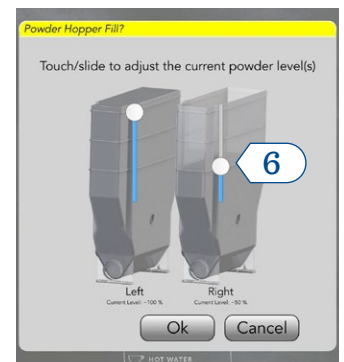 Powder Hopper Fill?
Touch/slide to adjust the current powder level(s)
6
Left
Right
Current Level: ~100 %
Current Level: ~50 %
Ok
Cancel
HOT WATER